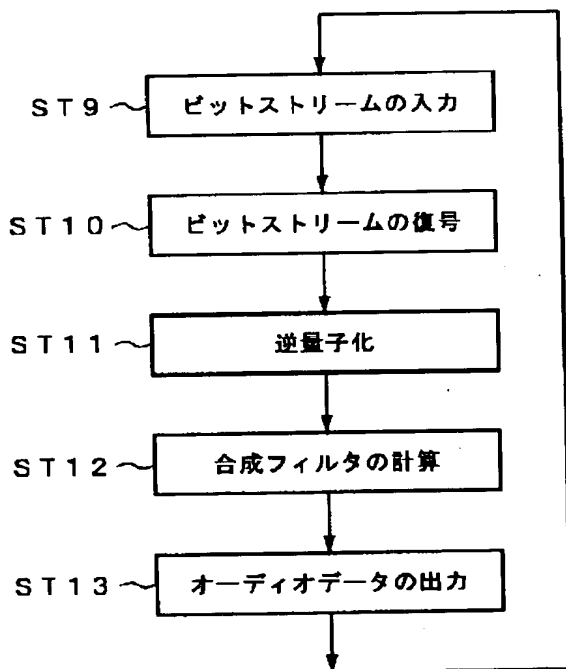 ST9 ビットストリームの入力
ST10 ビットストリームの復号
ST11 逆量子化
ST12 合成フィルタの計算
ST13 オーディオデータの出力